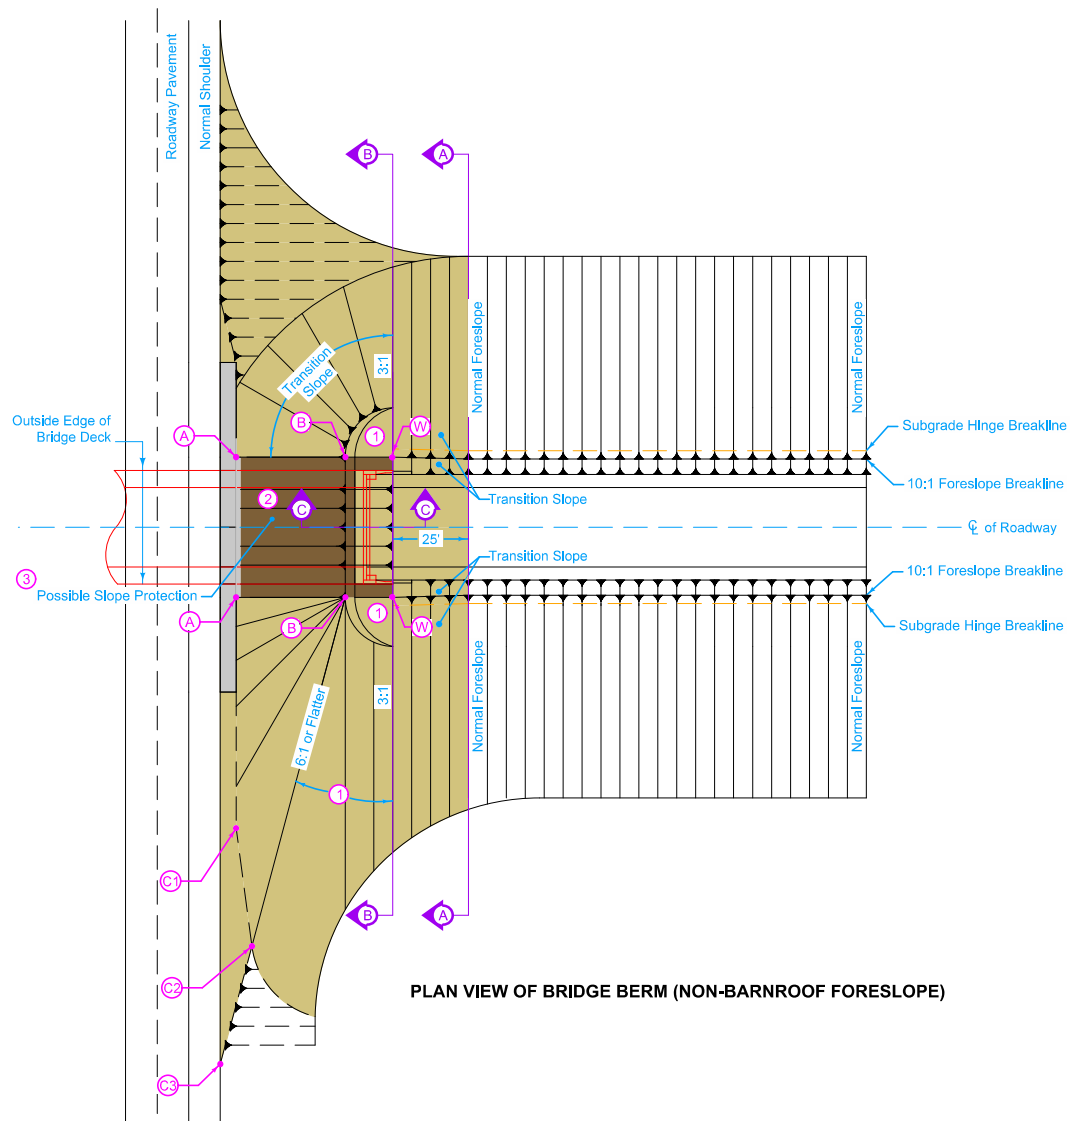 Roadway Pavement
Normal Shoulder
B
A
Normal Foreslope
Normal Foreslope
3:1
Transition
Slope
Outside Edge of
Bridge Deck
A
B
1
W
Subgrade Hinge Breakline
10:1 Foreslope Breakline
2
C
C
Transition Slope
℄ of Roadway
25'
Transition Slope
3
Possible Slope Protection
10:1 Foreslope Breakline
A
B
1
W
Subgrade Hinge Breakline
3:1
6:1 or Flatter
Normal Foreslope
Normal Foreslope
1
C1
B
A
C2
PLAN VIEW OF BRIDGE BERM (NON-BARNROOF FORESLOPE)
C3